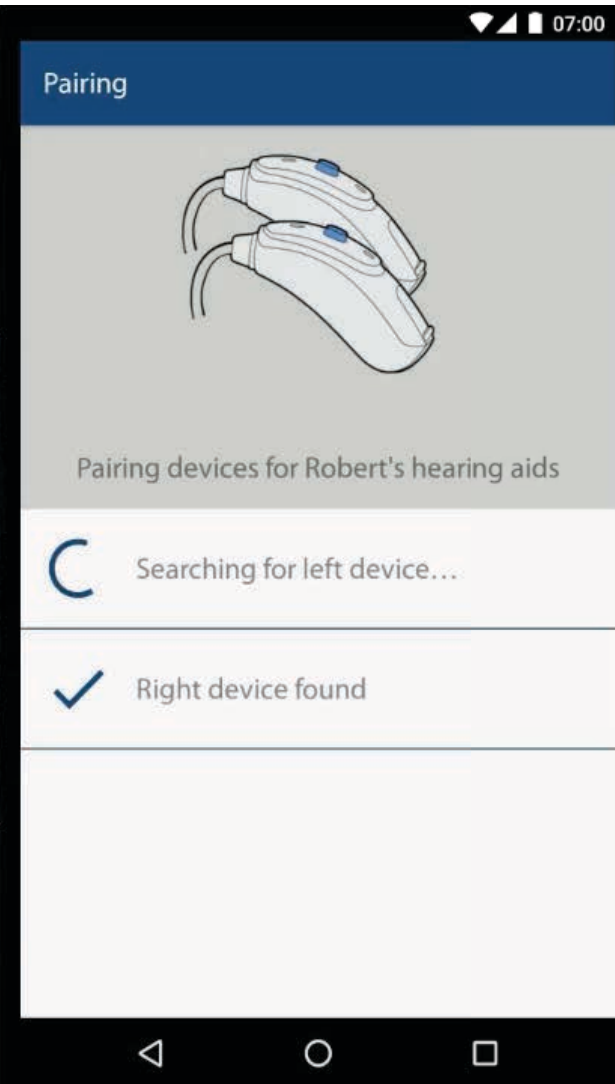 07:00
Pairing
Pairing devices for Robert's hearing aids
Searching for left device…
Right device found